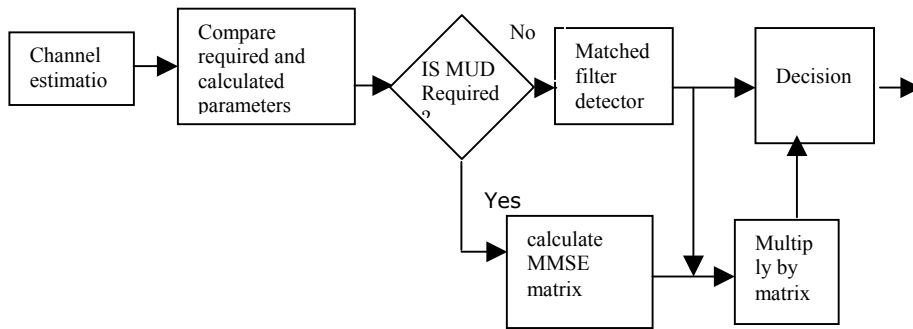 Channel
estimatio
Compare
required and
calculated
parameters
IS MUD
Required
?
No
Matched
filter
detector
Decision
Yes
calculate
MMSE
matrix
Multip
ly by
matrix